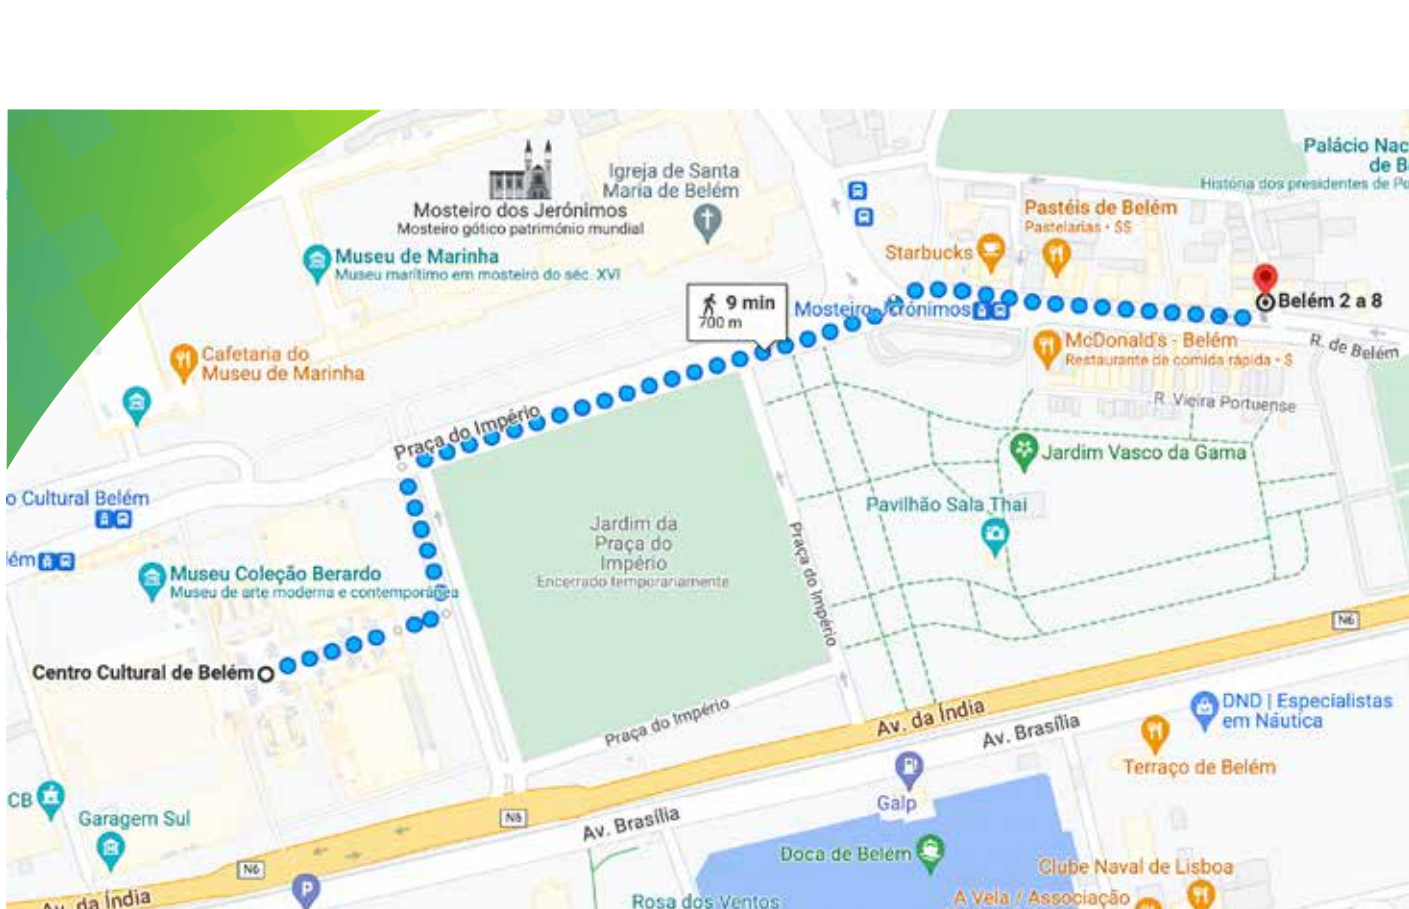 Palácio Nac
de B
História dos presidentes de Po
Igreja de Santa
Maria de Belém
Mosteiro dos Jerónimos
Mosteiro gótico património mundial
Pastéis de Belém
Pastelarias • $$
Starbucks
Museu de Marinha
Museu marítimo em mosteiro do séc. XVI
9 min
700 m
Mosteiro Jerónimos
Belém 2 a 8
McDonald's - Belém
Restaurante de comida rápida • $
R. de Belém
Cafetaria do
Museu de Marinha
R. Vieira Portuense
Praça do Império
Jardim Vasco da Gama
o Cultural Belém
Pavilhão Sala Thai
Jardim da
Praça do
Império
Encerrado temporariamente
Praça do Império
ém
Museu Coleção Berardo
Museu de arte moderna e contemporânea
N6
Centro Cultural de Belém
Praça do Império
Av. da Índia
Av. Brasília
DND | Especialistas
em Náutica
Terraço de Belém
Galp
CB
Garagem Sul
N6
Av. Brasília
Doca de Belém
Clube Naval de Lisboa
N6
P
Av. da Índia
Rosa dos Ventos
A Vela / Associação